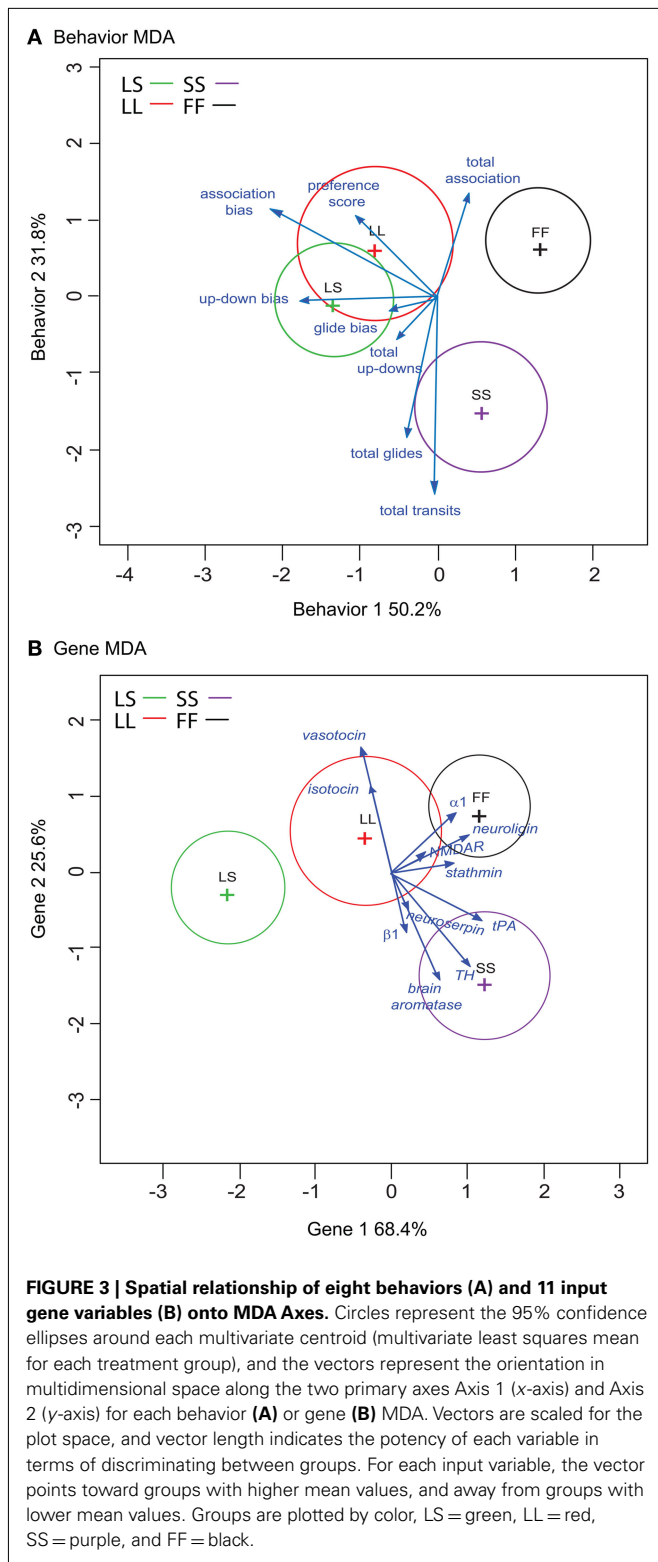 A Behavior MDA
LS SS
LL FF
3
2
1
0
-1
-2
-3
Behavior 2 31.8%
total
association
preference
score
association
bias
LL
FF
LS
up-down bias
glide bias
total
up-downs
SS
total glides
total transits
-4 -3 -2 -1 0 1 2
Behavior 1 50.2%
B Gene MDA
LS SS
LL FF
2
1
0
-1
-2
-3
Gene 2 25.6%
vasotocin
isotocin
α1
FF
LL
neuroligin
NMDAR
stathmin
LS
neuroserpin
tPA
β1
SS
TH
brain
aromatase
-3 -2 -1 0 1 2 3
Gene 1 68.4%
FIGURE 3 | Spatial relationship of eight behaviors (A) and 11 input
gene variables (B) onto MDA Axes. Circles represent the 95% confidence
ellipses around each multivariate centroid (multivariate least squares mean
for each treatment group), and the vectors represent the orientation in
multidimensional space along the two primary axes Axis 1 (x-axis) and Axis
2 (y-axis) for each behavior (A) or gene (B) MDA. Vectors are scaled for the
plot space, and vector length indicates the potency of each variable in
terms of discriminating between groups. For each input variable, the vector
points toward groups with higher mean values, and away from groups with
lower mean values. Groups are plotted by color, LS = green, LL = red,
SS = purple, and FF = black.